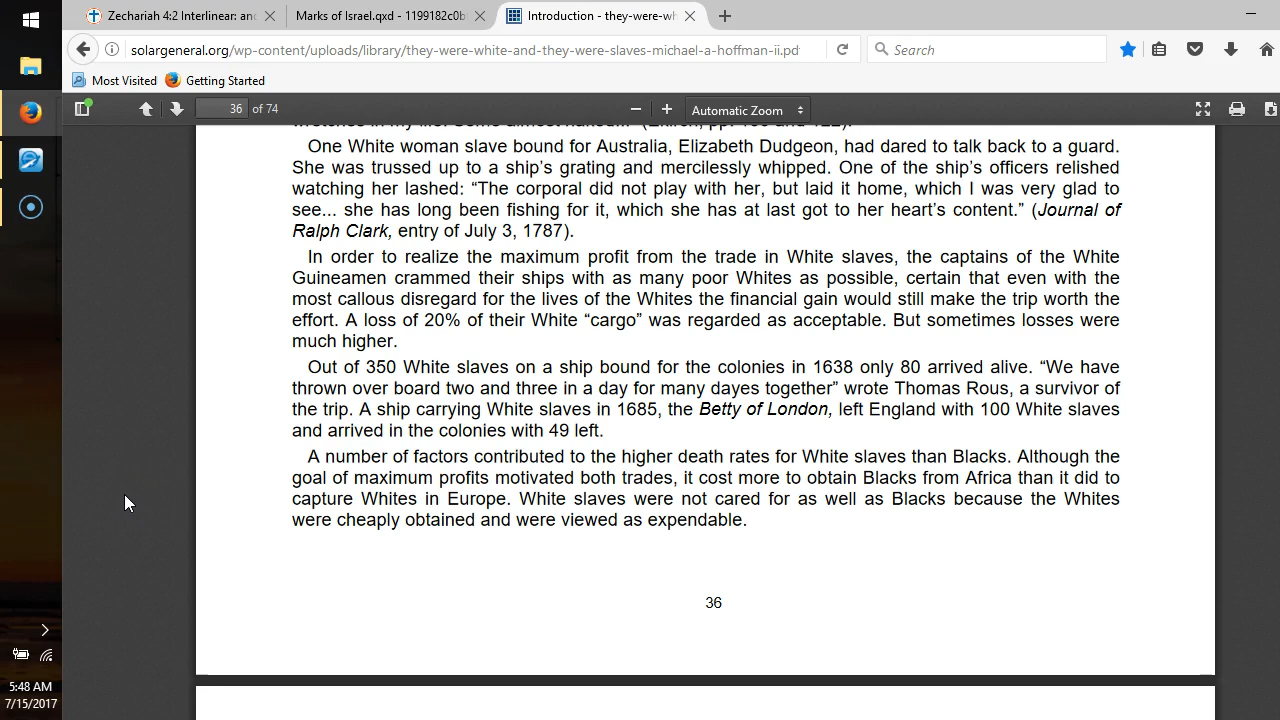 Zechariah 4:2 Interlinear: an
Marks of Israel.qxd - 1199182c0b
Introduction - they-were-wh
solargeneral.org/wp-content/uploads/library/they-were-white-and-they-were-slaves-michael-a-hoffman-ii.pd
Search
Most Visited
Getting Started
36 of 74
Automatic Zoom
One White woman slave bound for Australia, Elizabeth Dudgeon, had dared to talk back to a guard.
She was trussed up to a ship's grating and mercilessly whipped. One of the ship's officers relished
watching her lashed: “The corporal did not play with her, but laid it home, which I was very glad to
see... she has long been fishing for it, which she has at last got to her heart's content.” (Journal of
Ralph Clark, entry of July 3, 1787).
In order to realize the maximum profit from the trade in White slaves, the captains of the White
Guineamen crammed their ships with as many poor Whites as possible, certain that even with the
most callous disregard for the lives of the Whites the financial gain would still make the trip worth the
effort. A loss of 20% of their White “cargo” was regarded as acceptable. But sometimes losses were
much higher.
Out of 350 White slaves on a ship bound for the colonies in 1638 only 80 arrived alive. “We have
thrown over board two and three in a day for many dayes together” wrote Thomas Rous, a survivor of
the trip. A ship carrying White slaves in 1685, the Betty of London, left England with 100 White slaves
and arrived in the colonies with 49 left.
A number of factors contributed to the higher death rates for White slaves than Blacks. Although the
goal of maximum profits motivated both trades, it cost more to obtain Blacks from Africa than it did to
capture Whites in Europe. White slaves were not cared for as well as Blacks because the Whites
were cheaply obtained and were viewed as expendable.
36
5:48 AM
7/15/2017